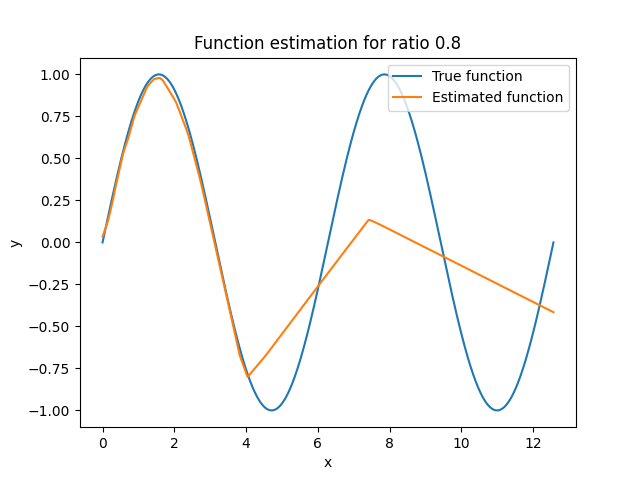 Function estimation for ratio 0.8
True function
Estimated function
1.00
0.75
0.50
0.25
0.00
−0.25
−0.50
−0.75
−1.00
y
0 2 4 6 8 10 12
x